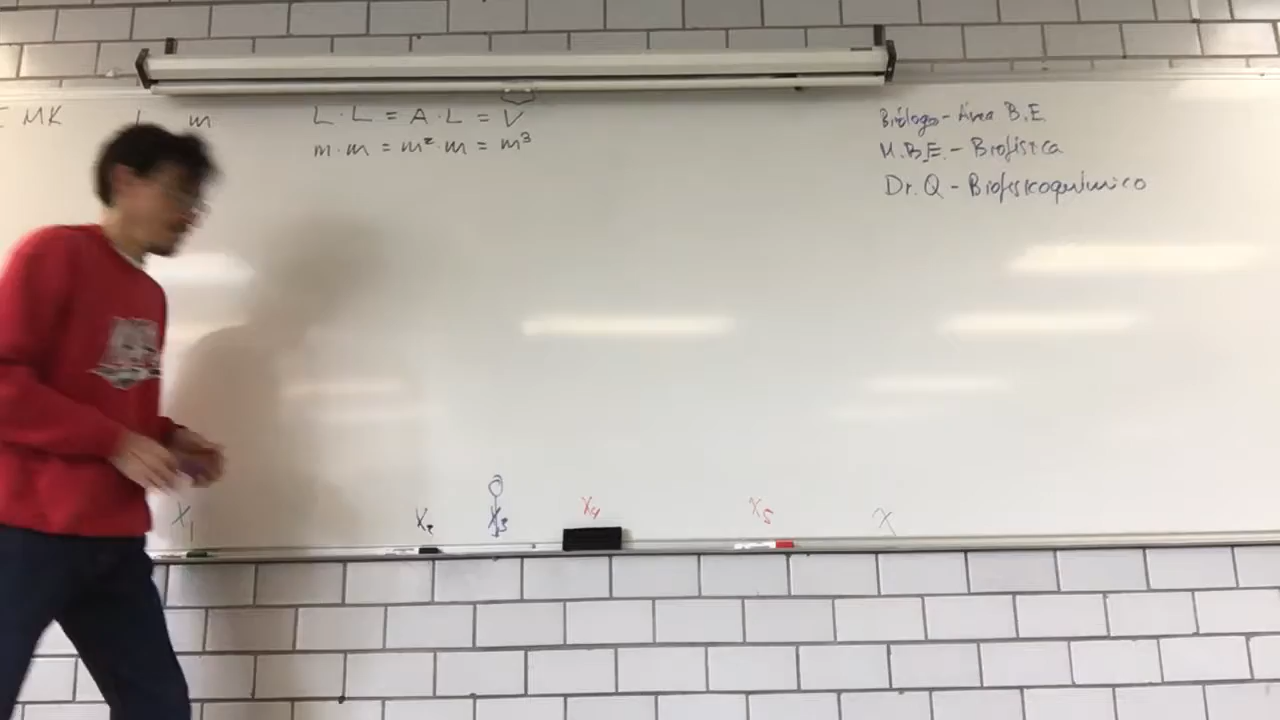 MK L m
L · L = A · L = V
m · m = m² · m = m³
Biólogo - Área B.E.
M.B.E. - Biofísica
Dr. Q - Biofisicoquímico
X₁ X₂ X₃ X₄ X₅ X